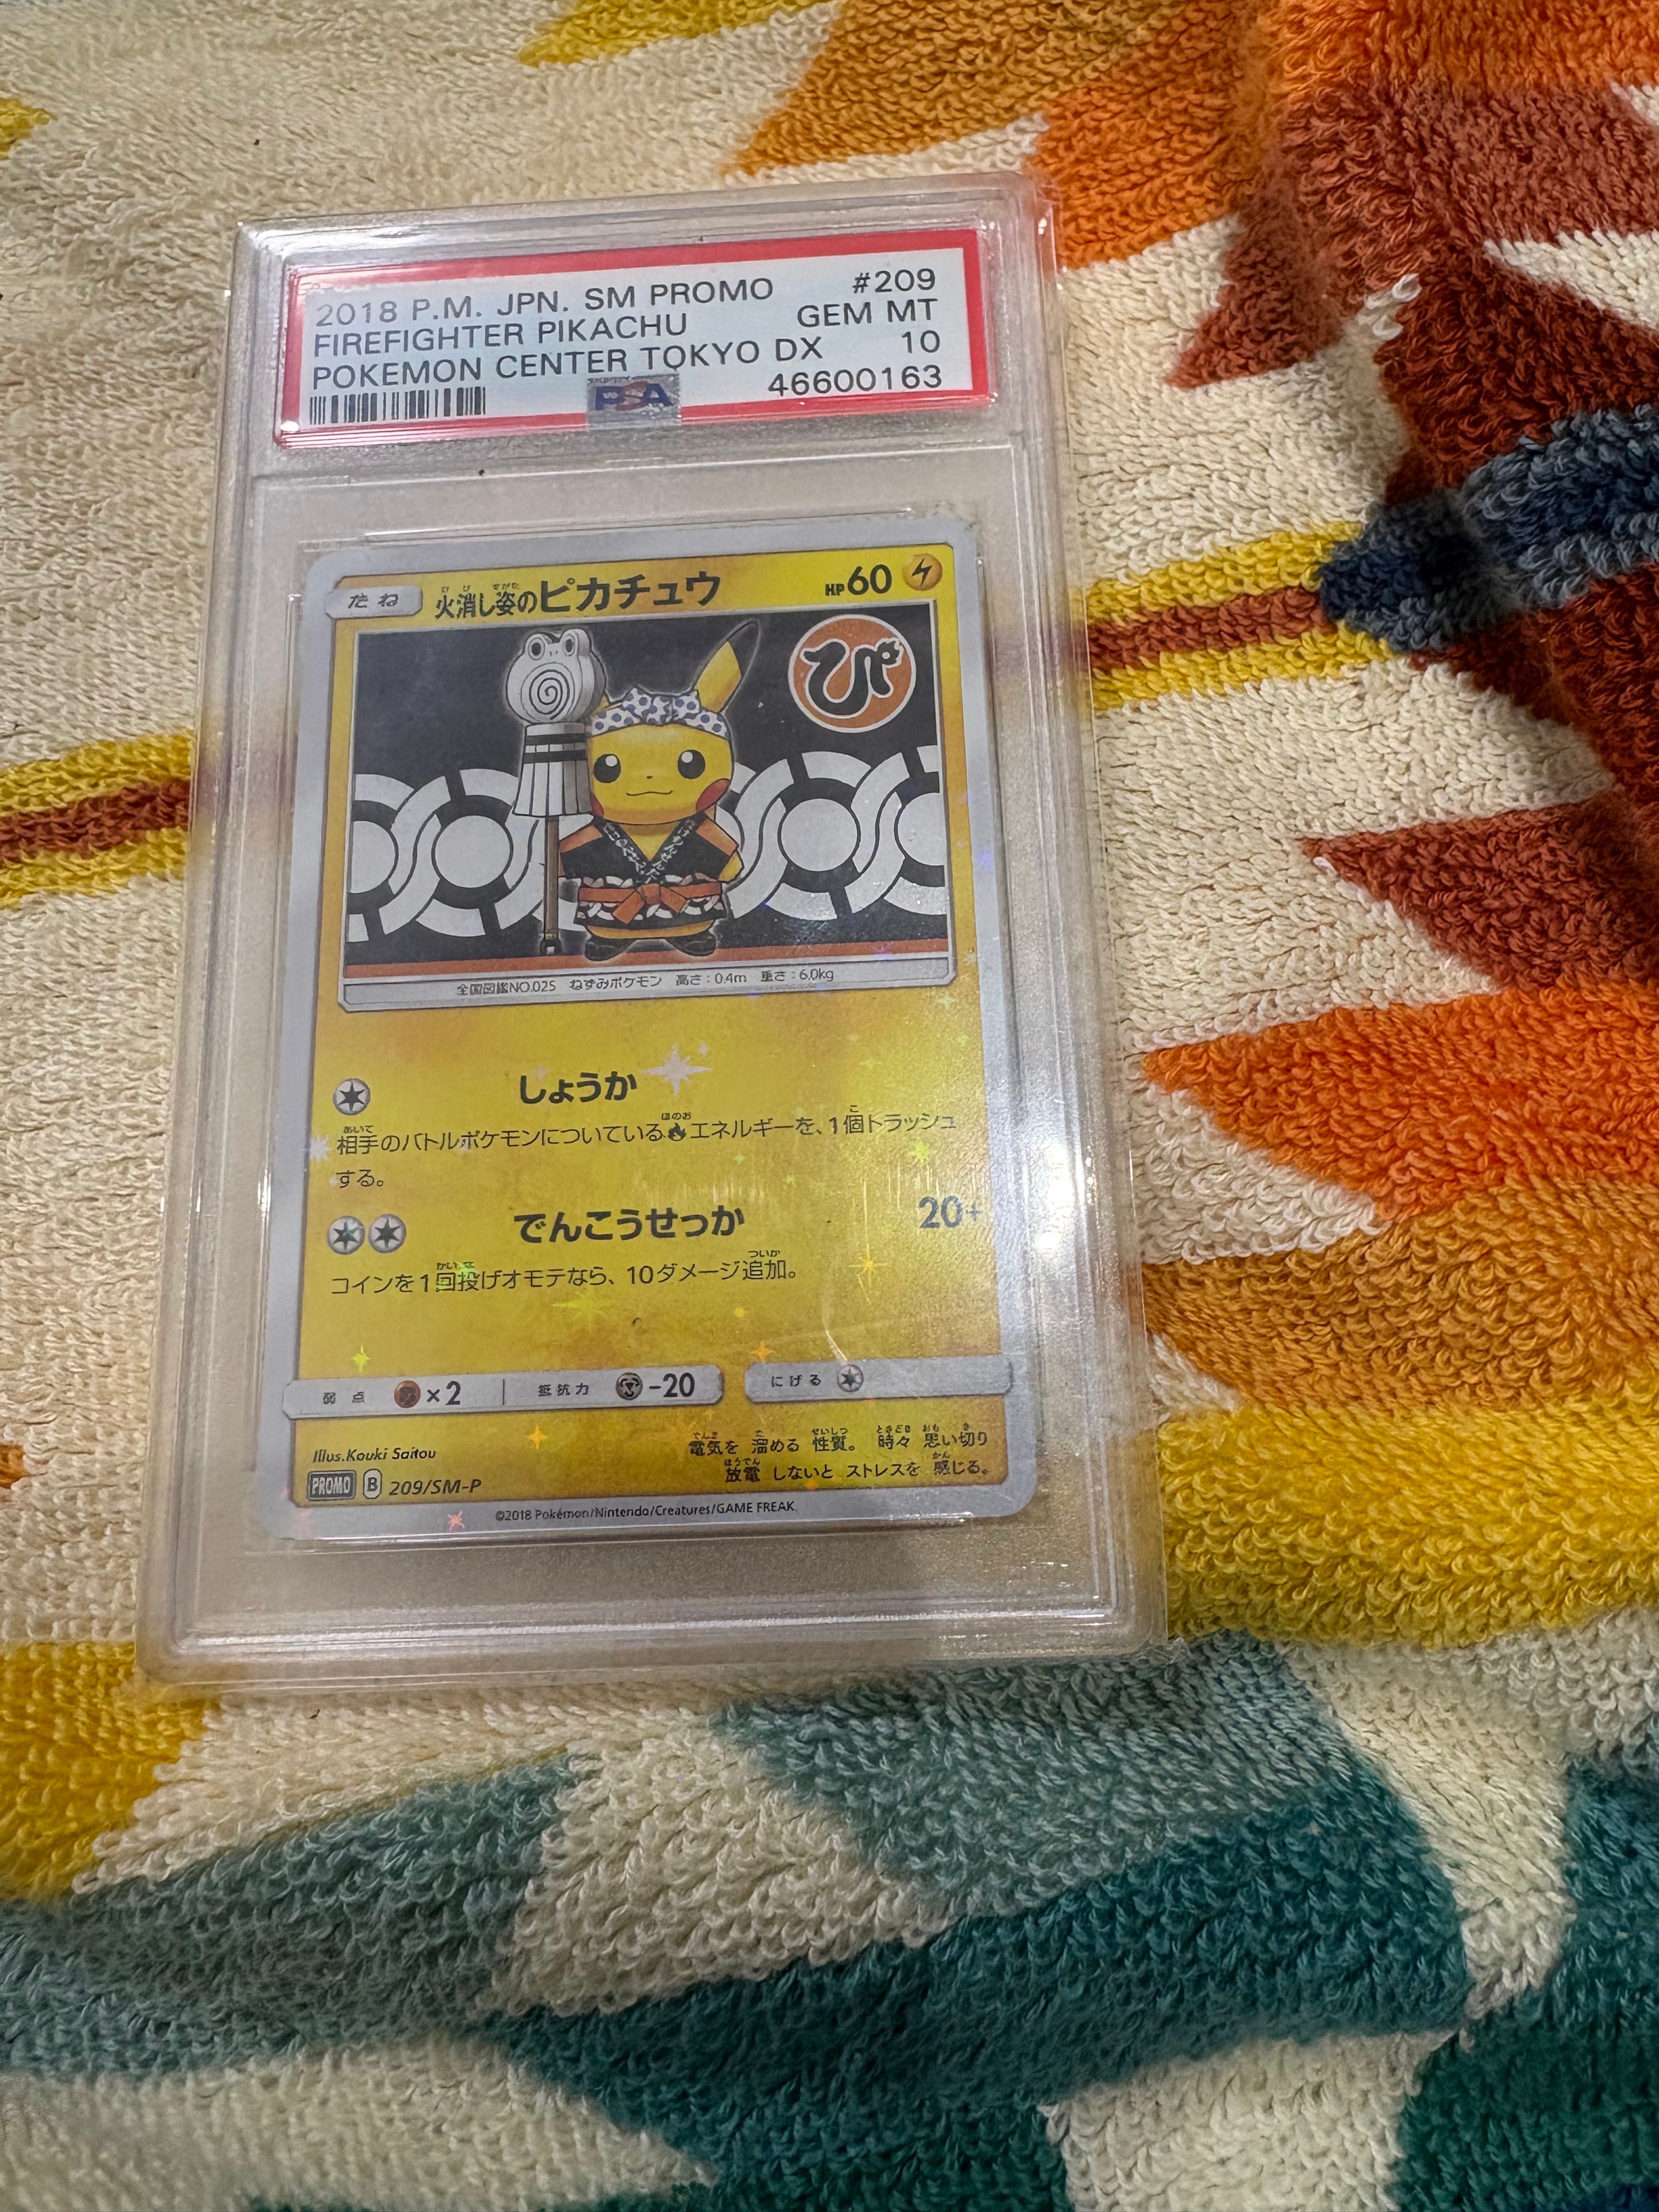 2018 P.M. JPN. SM PROMO #209
FIREFIGHTER PIKACHU GEM MT
POKEMON CENTER TOKYO DX 10
PSA 46600163
たね 火消し姿のピカチュウ HP60
ぴ
全国図鑑NO.025 ねずみポケモン 高さ:0.4m 重さ:6.0kg
しょうか
相手のバトルポケモンについているエネルギーを、1個トラッシュ
する。
でんこうせっか 20+
コインを1回投げオモテなら、10ダメージ追加。
弱点 ×2 抵抗力 -20 にげる
Illus.Kouki Saitou
電気を 溜める 性質。 時々 思い切り
放電 しないと ストレスを 感じる。
PROMO B 209/SM-P
©2018 Pokémon/Nintendo/Creatures/GAME FREAK.